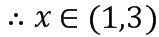 ∴ x ∈ (1,3)